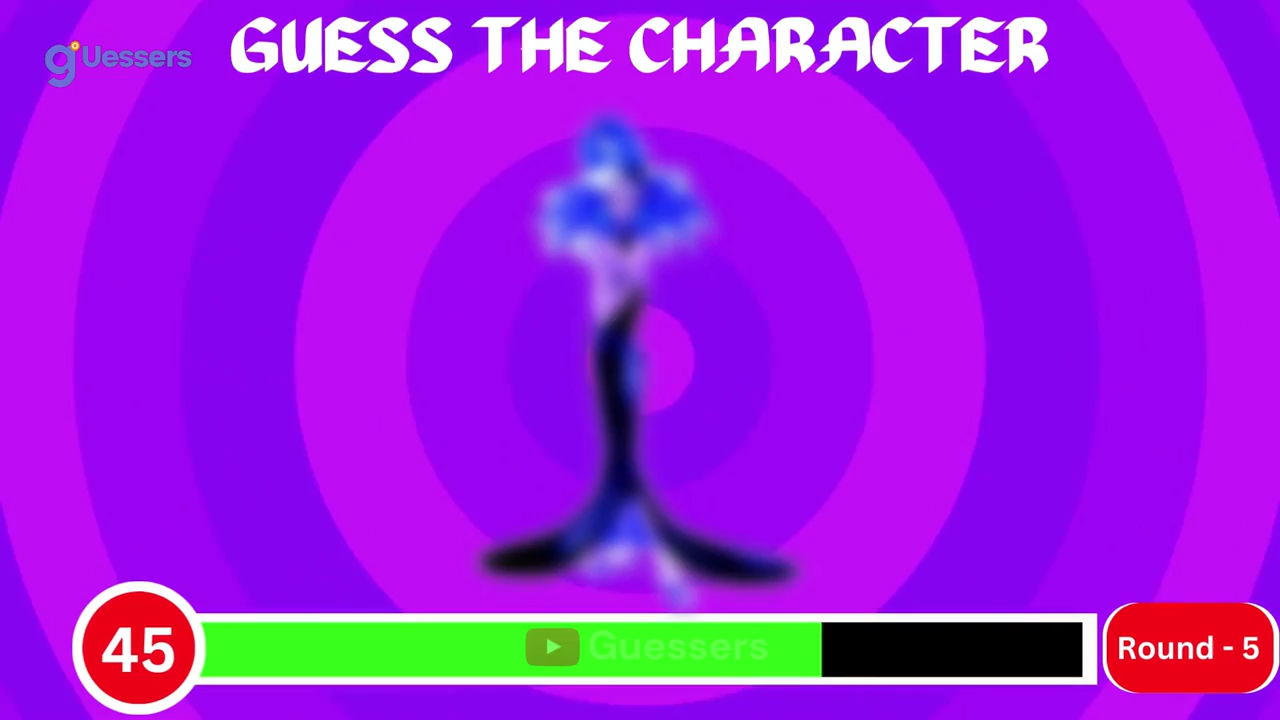 GUESS THE CHARACTER
gUessers
45
Guessers
Round - 5